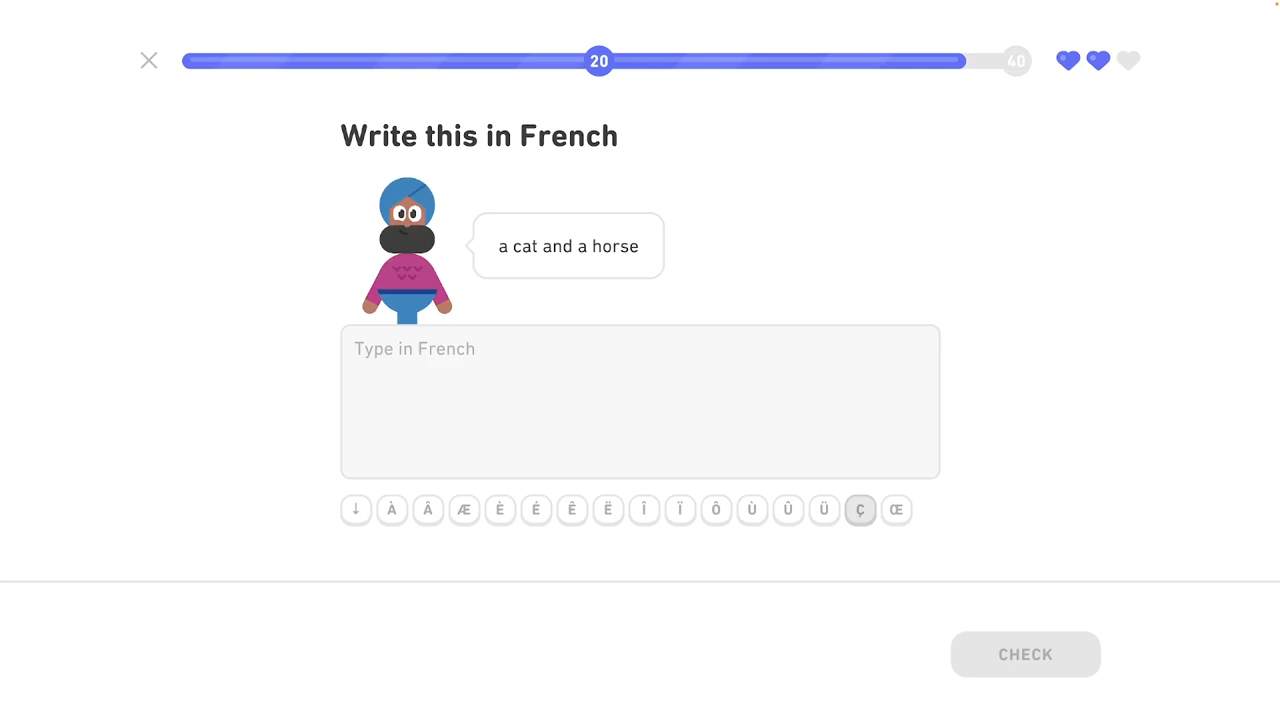 20
40
Write this in French
a cat and a horse
Type in French
↓ À Â Æ È É Ê Ë Î Ï Ô Ù Û Ü Ç Œ
CHECK